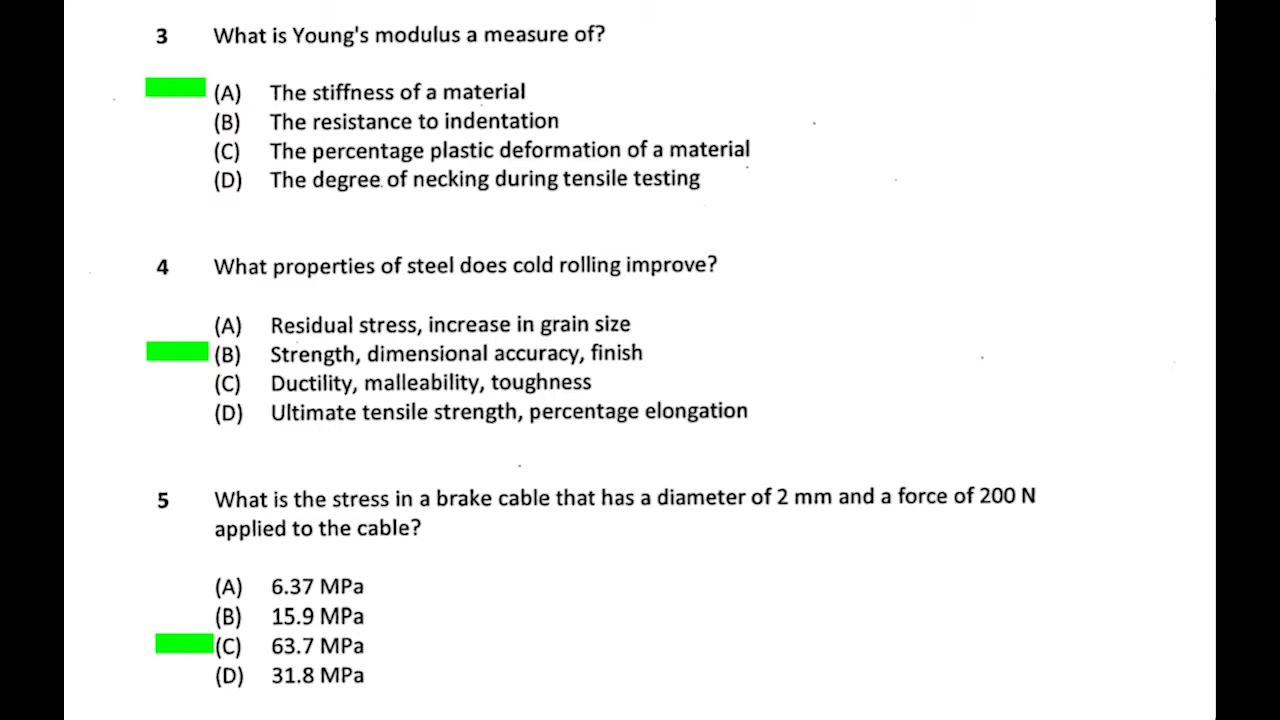 3 What is Young's modulus a measure of?
(A) The stiffness of a material
(B) The resistance to indentation
(C) The percentage plastic deformation of a material
(D) The degree of necking during tensile testing
4 What properties of steel does cold rolling improve?
(A) Residual stress, increase in grain size
(B) Strength, dimensional accuracy, finish
(C) Ductility, malleability, toughness
(D) Ultimate tensile strength, percentage elongation
5 What is the stress in a brake cable that has a diameter of 2 mm and a force of 200 N
applied to the cable?
(A) 6.37 MPa
(B) 15.9 MPa
(C) 63.7 MPa
(D) 31.8 MPa